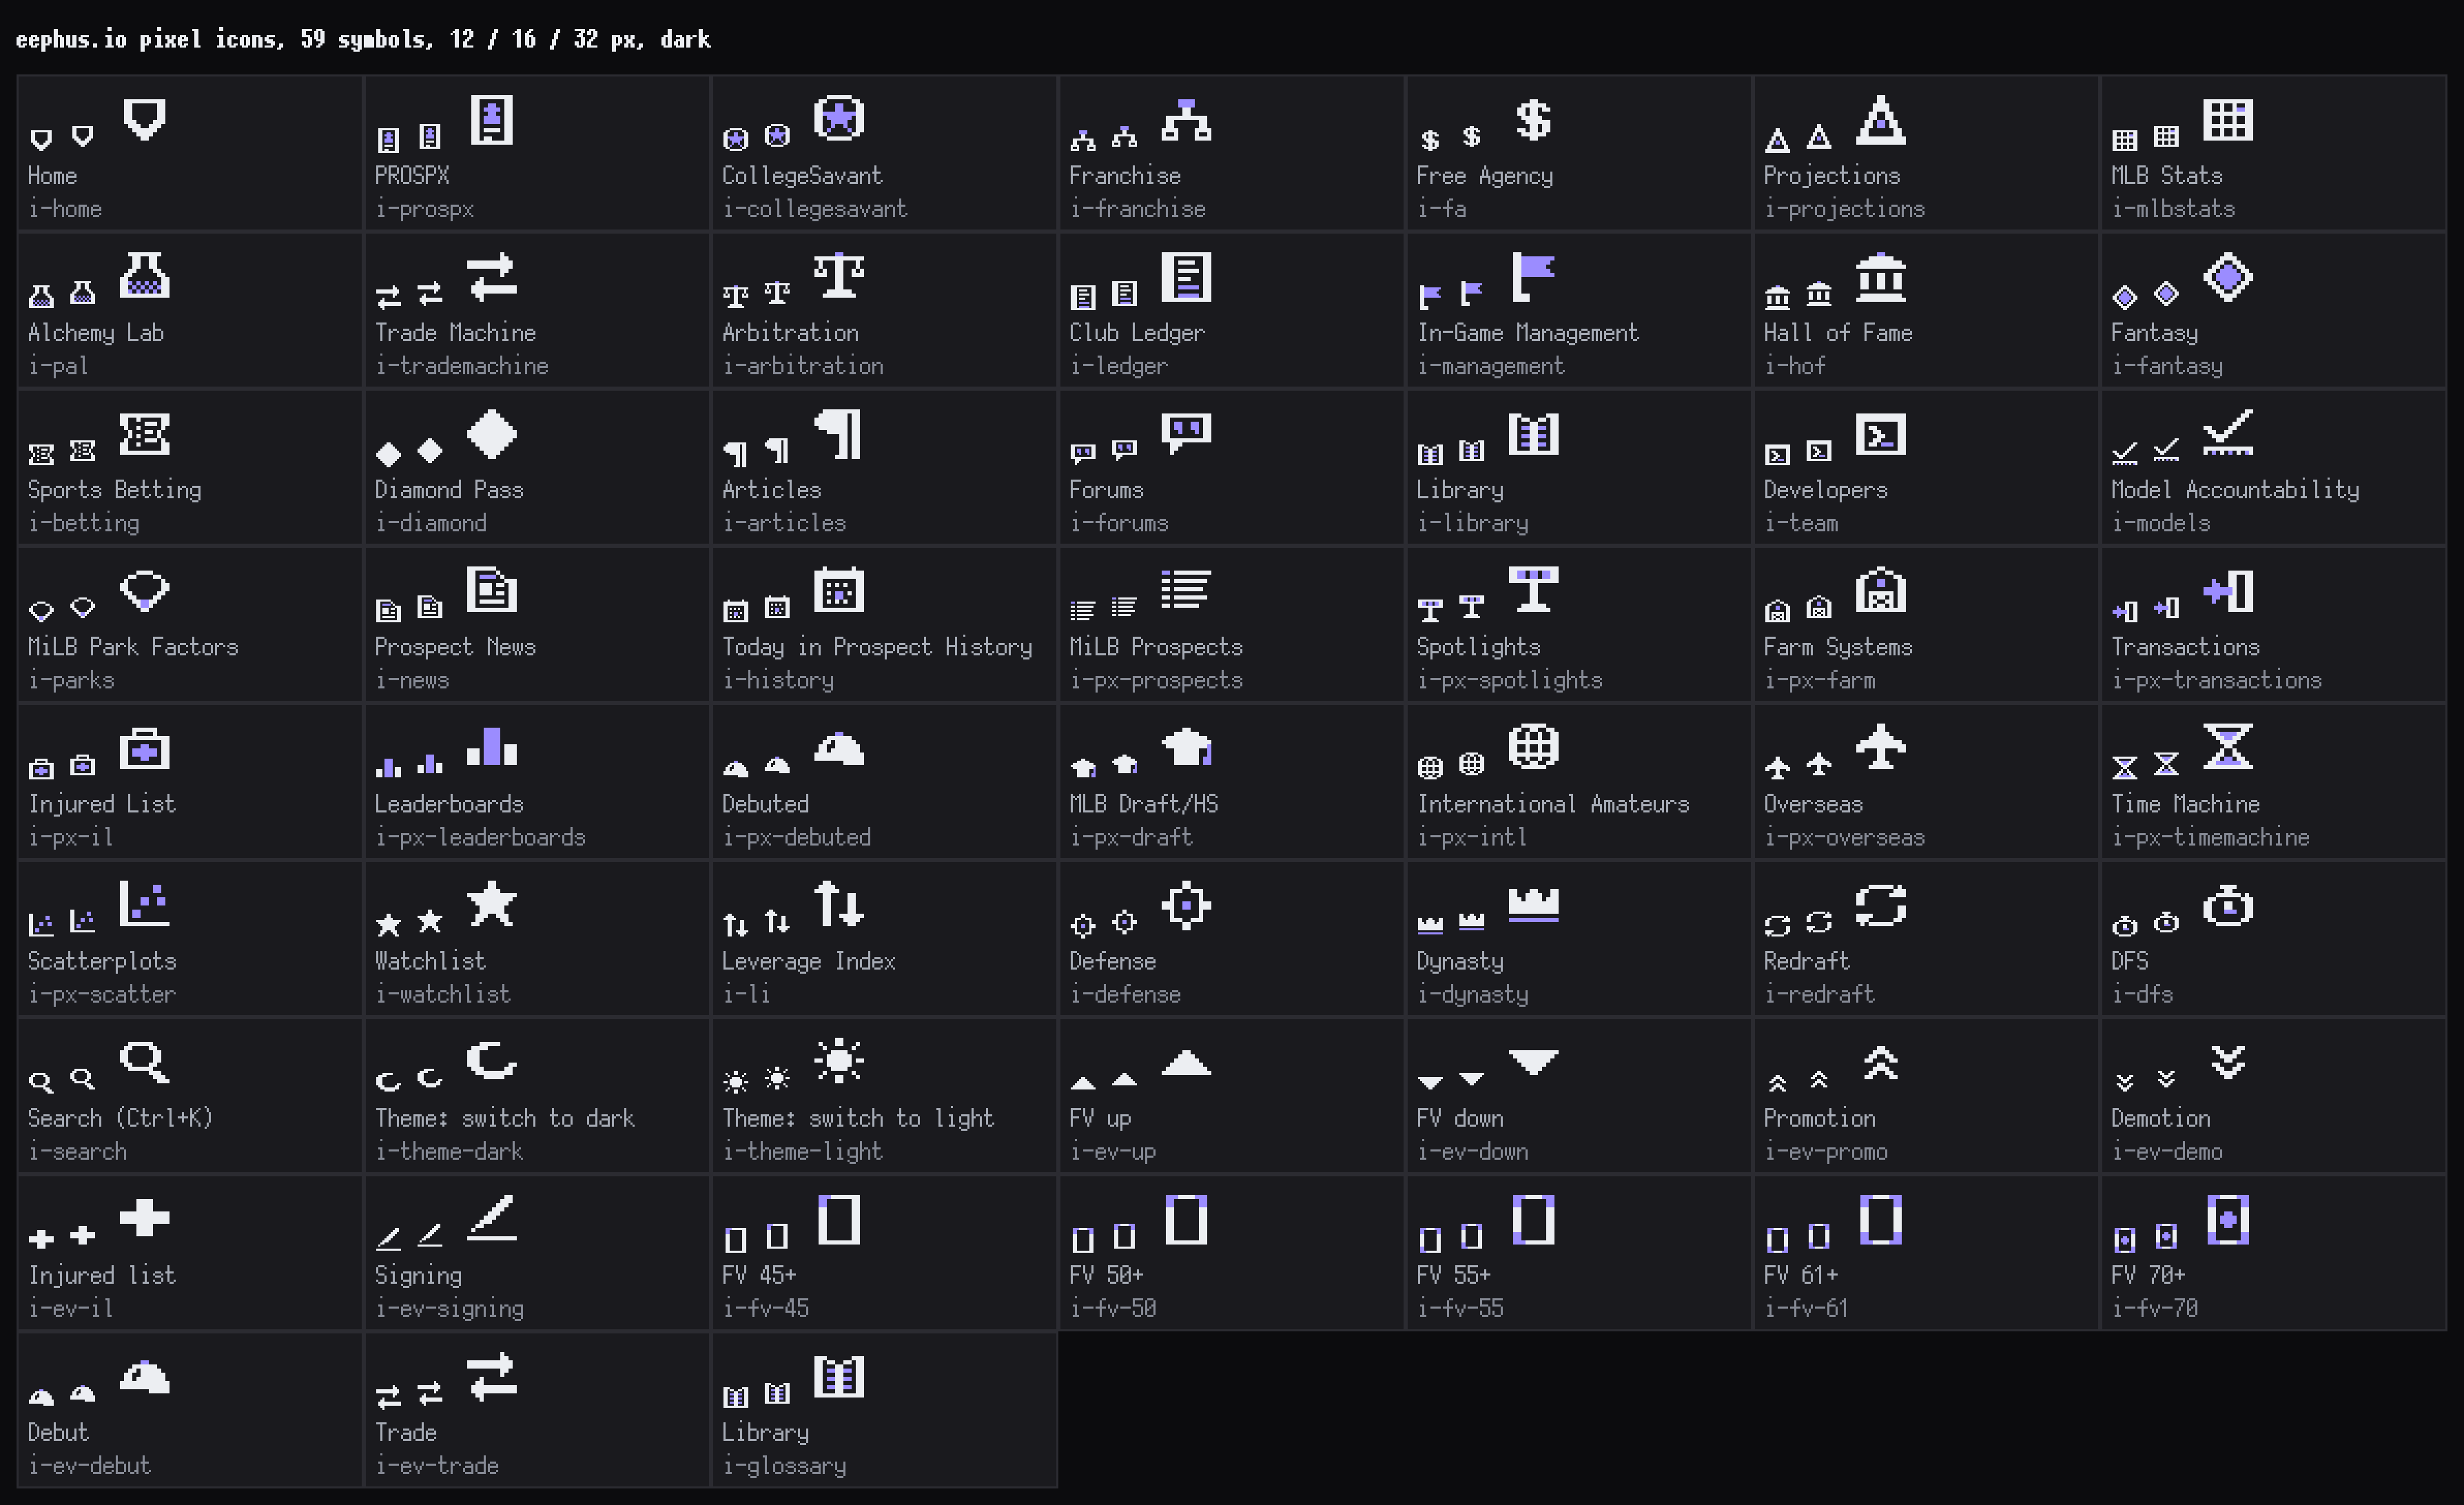 eephus.io pixel icons, 59 symbols, 12 / 16 / 32 px, dark
Home
i-home
PROSPX
i-prospx
CollegeSavant
i-collegesavant
Franchise
i-franchise
Free Agency
i-fa
Projections
i-projections
MLB Stats
i-mlbstats
Alchemy Lab
i-pal
Trade Machine
i-trademachine
Arbitration
i-arbitration
Club Ledger
i-ledger
In-Game Management
i-management
Hall of Fame
i-hof
Fantasy
i-fantasy
Sports Betting
i-betting
Diamond Pass
i-diamond
Articles
i-articles
Forums
i-forums
Library
i-library
Developers
i-team
Model Accountability
i-models
MiLB Park Factors
i-parks
Prospect News
i-news
Today in Prospect History
i-history
MiLB Prospects
i-px-prospects
Spotlights
i-px-spotlights
Farm Systems
i-px-farm
Transactions
i-px-transactions
Injured List
i-px-il
Leaderboards
i-px-leaderboards
Debuted
i-px-debuted
MLB Draft/HS
i-px-draft
International Amateurs
i-px-intl
Overseas
i-px-overseas
Time Machine
i-px-timemachine
Scatterplots
i-px-scatter
Watchlist
i-watchlist
Leverage Index
i-li
Defense
i-defense
Dynasty
i-dynasty
Redraft
i-redraft
DFS
i-dfs
Search (Ctrl+K)
i-search
Theme: switch to dark
i-theme-dark
Theme: switch to light
i-theme-light
FV up
i-ev-up
FV down
i-ev-down
Promotion
i-ev-promo
Demotion
i-ev-demo
Injured list
i-ev-il
Signing
i-ev-signing
FV 45+
i-fv-45
FV 50+
i-fv-50
FV 55+
i-fv-55
FV 61+
i-fv-61
FV 70+
i-fv-70
Debut
i-ev-debut
Trade
i-ev-trade
Library
i-glossary